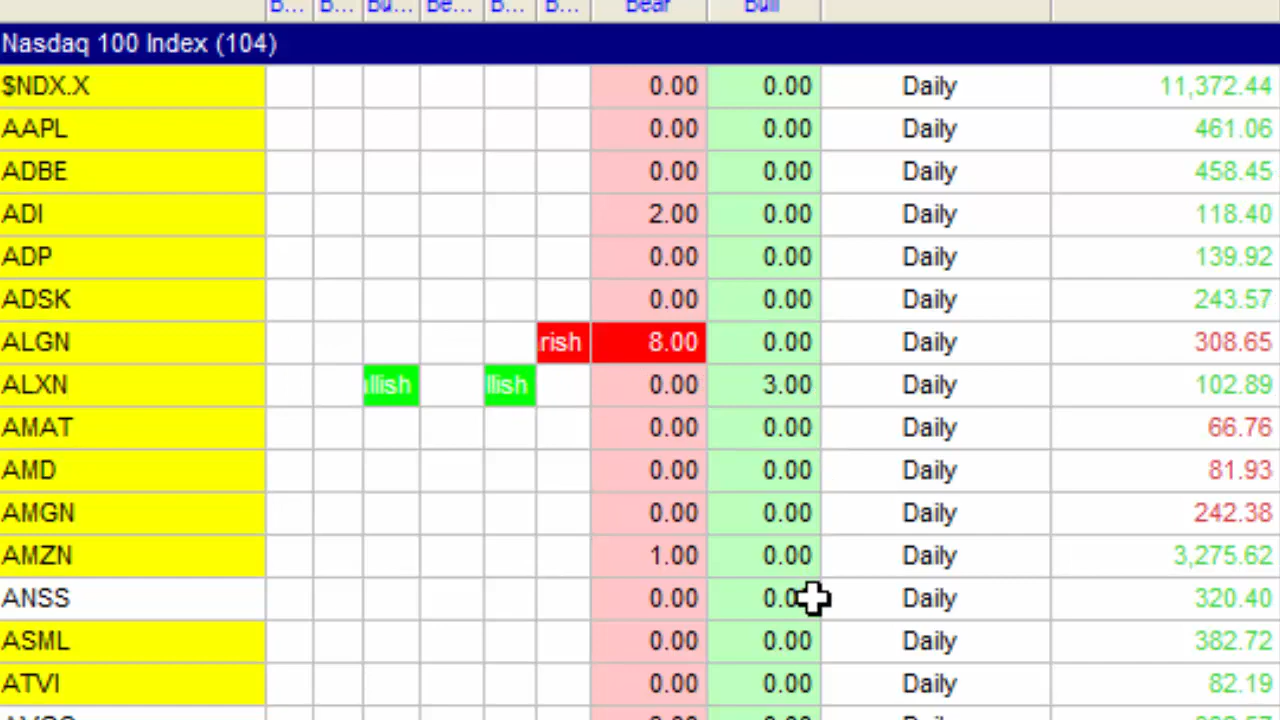 B... B... Bu... Be... B... B... Bear Bull
Nasdaq 100 Index (104)
$NDX.X 0.00 0.00 Daily 11,372.44
AAPL 0.00 0.00 Daily 461.06
ADBE 0.00 0.00 Daily 458.45
ADI 2.00 0.00 Daily 118.40
ADP 0.00 0.00 Daily 139.92
ADSK 0.00 0.00 Daily 243.57
ALGN rish 8.00 0.00 Daily 308.65
ALXN llish llish 0.00 3.00 Daily 102.89
AMAT 0.00 0.00 Daily 66.76
AMD 0.00 0.00 Daily 81.93
AMGN 0.00 0.00 Daily 242.38
AMZN 1.00 0.00 Daily 3,275.62
ANSS 0.00 0.0 Daily 320.40
ASML 0.00 0.00 Daily 382.72
ATVI 0.00 0.00 Daily 82.19